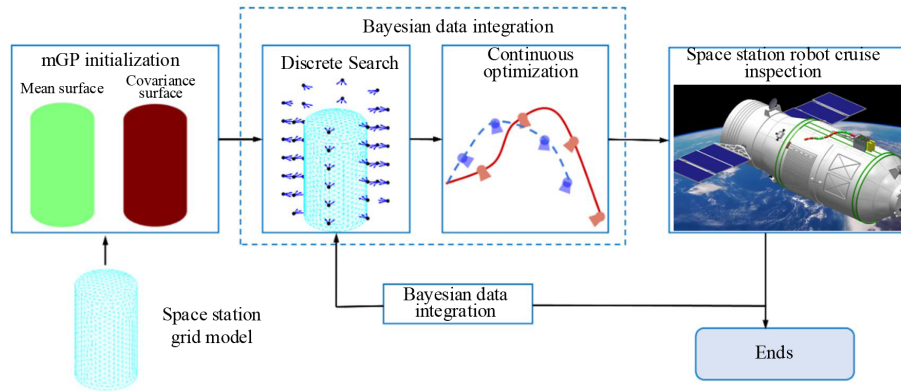 Bayesian data integration
mGP initialization
Mean surface
Covariance
surface
Discrete Search
Continuous
optimization
Space station robot cruise
inspection
Bayesian data
integration
Space station
grid model
Ends